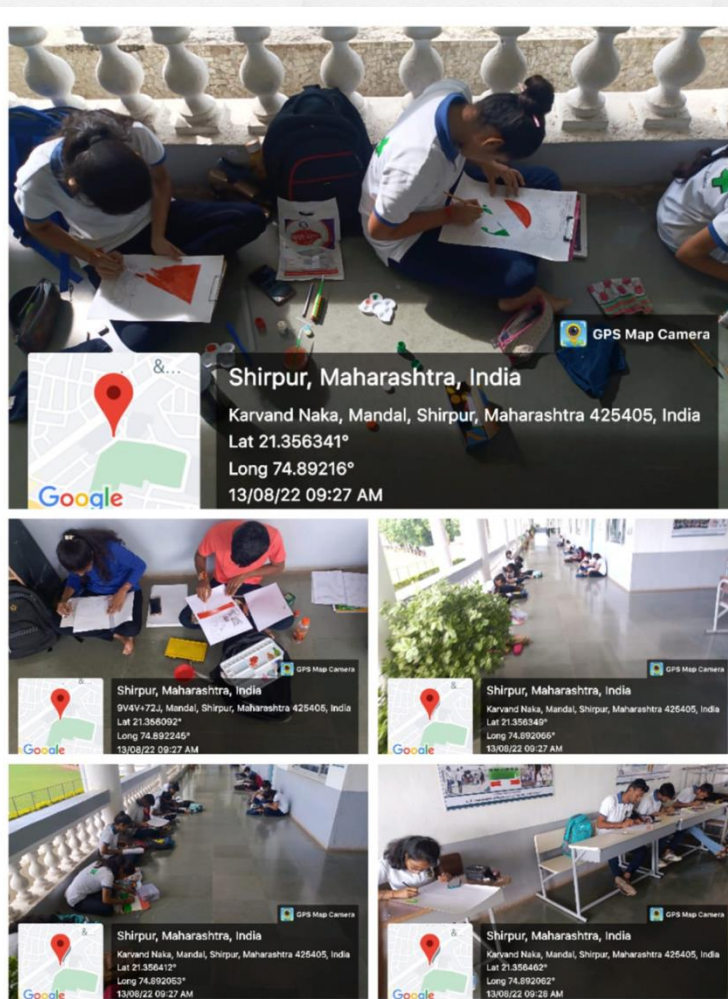 GPS Map Camera
&...
Google
Shirpur, Maharashtra, India
Karvand Naka, Mandal, Shirpur, Maharashtra 425405, India
Lat 21.356341°
Long 74.89216°
13/08/22 09:27 AM
GPS Map Camera
&...
Google
Shirpur, Maharashtra, India
9V4V+72J, Mandal, Shirpur, Maharashtra 425405, India
Lat 21.356092°
Long 74.892245°
13/08/22 09:27 AM
GPS Map Camera
Google
Shirpur, Maharashtra, India
Karvand Naka, Mandal, Shirpur, Maharashtra 425405, India
Lat 21.356349°
Long 74.892066°
13/08/22 09:27 AM
GPS Map Camera
&
Google
Shirpur, Maharashtra, India
Karvand Naka, Mandal, Shirpur, Maharashtra 425405, India
Lat 21.356412°
Long 74.892053°
13/08/22 09:27 AM
GPS Map Camera
Google
Shirpur, Maharashtra, India
Karvand Naka, Mandal, Shirpur, Maharashtra 425405, India
Lat 21.356462°
Long 74.892062°
13/08/22 09:28 AM